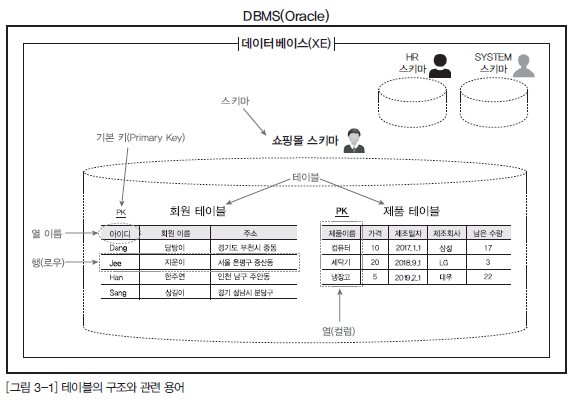 DBMS(Oracle)
데이터베이스(XE)
HR
스키마
SYSTEM
스키마
스키마
쇼핑몰 스키마
기본 키(Primary Key)
테이블
PK
회원 테이블
PK
제품 테이블
열 이름
아이디 회원 이름 주소
Dang 당탕이 경기도 부천시 중동
행(로우)
Jee 지운이 서울 은평구 증산동
Han 한주연 인천 남구 주안동
Sang 상길이 경기 성남시 분당구
제품이름 가격 제조일자 제조회사 남은 수량
컴퓨터 10 2017.1.1 삼성 17
세탁기 20 2018.9.1 LG 3
냉장고 5 2019.2.1 대우 22
열(컬럼)
[그림 3-1] 테이블의 구조와 관련 용어